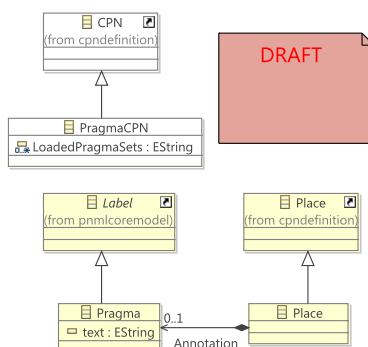 CPN
(from cpndefinition)
DRAFT
PragmaCPN
LoadedPragmaSets : EString
Label
(from pnmlcoremodel)
Place
(from cpndefinition)
Pragma
text : EString
0..1
Annotation
Place